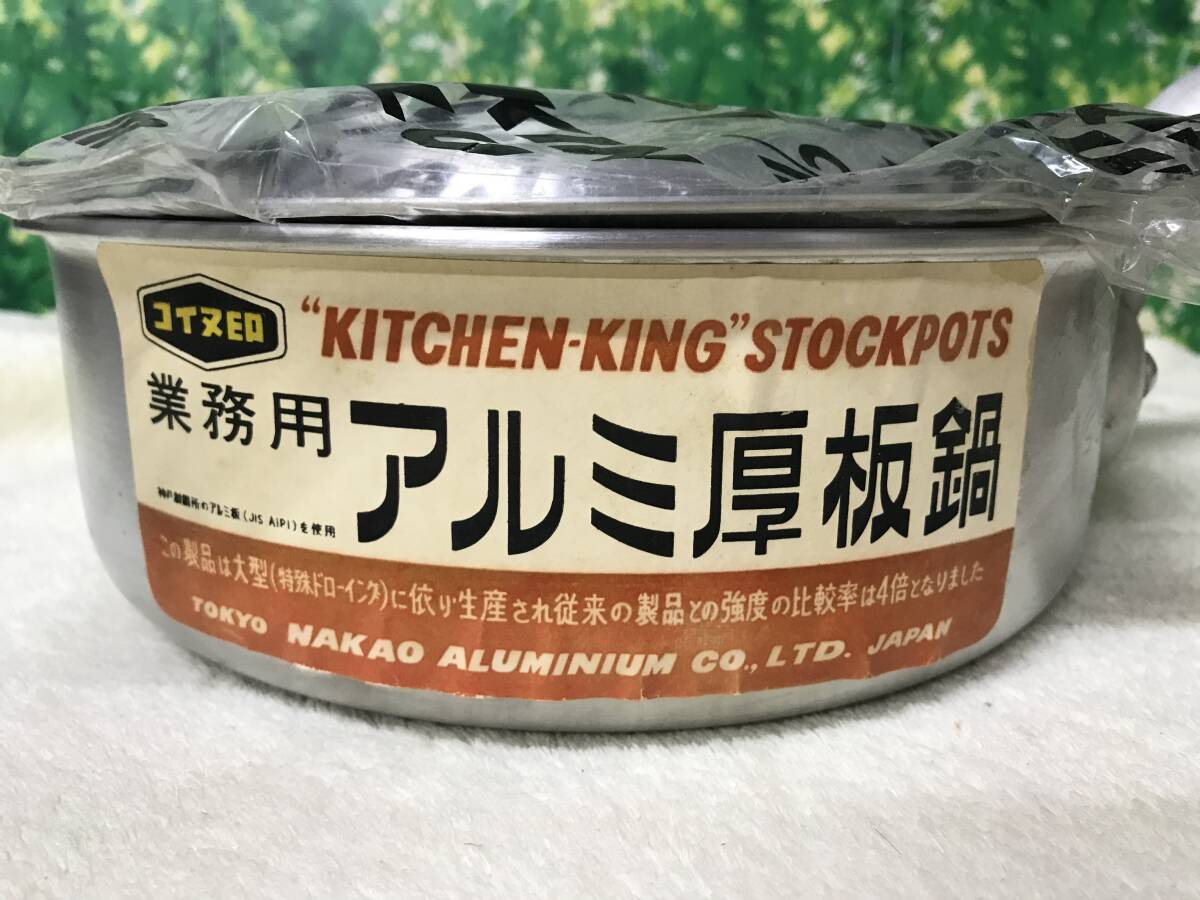 コイヌヒロ
"KITCHEN-KING" STOCKPOTS
業務用 アルミ厚板鍋
神戸製鋼所のアルミ板(JIS AlPl)を使用
この製品は大型(特殊ドローイング)に依り生産され従来の製品との強度の比較率は4倍となりました
TOKYO NAKAO ALUMINIUM CO., LTD. JAPAN